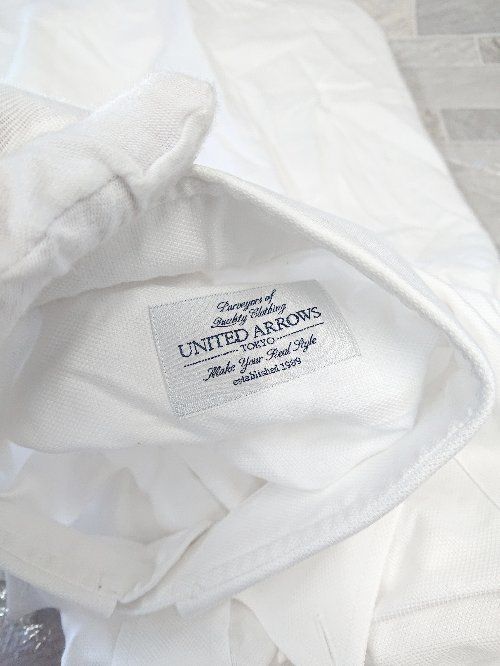 Purveyors of
Quality Clothing
UNITED ARROWS
TOKYO
Make Your Real Style
established 1989